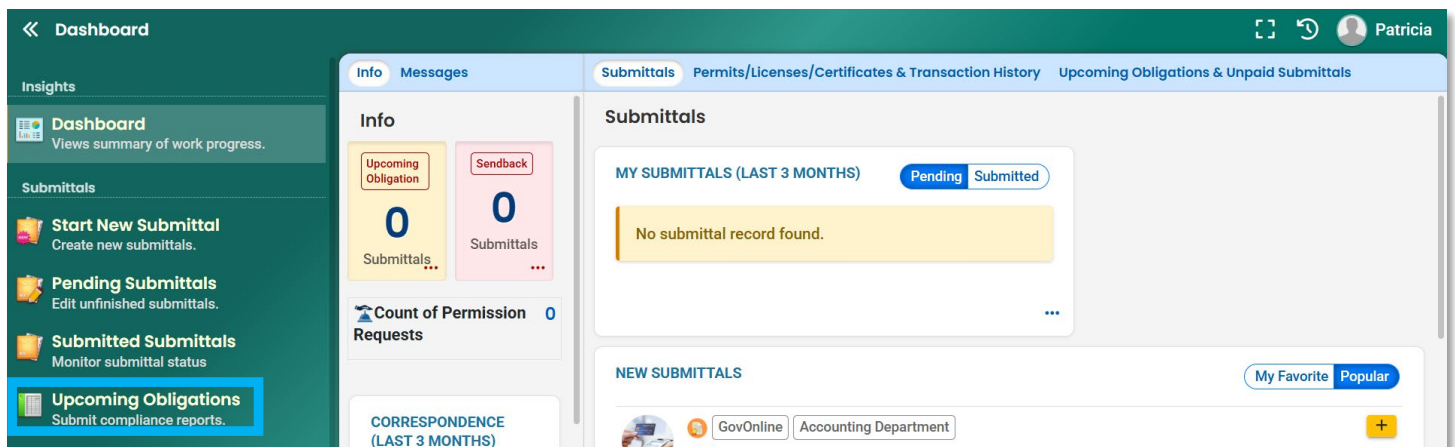 Dashboard
Patricia
Insights
Dashboard
Views summary of work progress.
Submittals
Start New Submittal
Create new submittals.
Pending Submittals
Edit unfinished submittals.
Submitted Submittals
Monitor submittal status
Upcoming Obligations
Submit compliance reports.
Info Messages
Info
Upcoming
Obligation
0
Submittals
Sendback
0
Submittals
Count of Permission 0
Requests
CORRESPONDENCE
(LAST 3 MONTHS)
Submittals Permits/Licenses/Certificates & Transaction History Upcoming Obligations & Unpaid Submittals
Submittals
MY SUBMITTALS (LAST 3 MONTHS) Pending Submitted
No submittal record found.
NEW SUBMITTALS My Favorite Popular
GovOnline Accounting Department